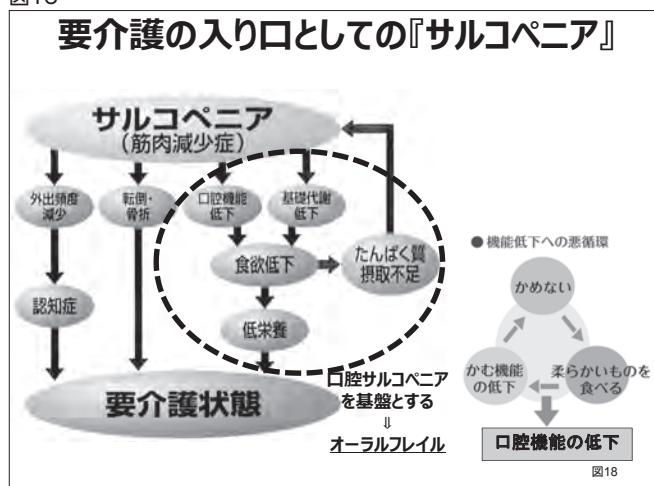 要介護の入り口としての『サルコペニア』
サルコペニア
(筋肉減少症)
外出頻度
減少
転倒・
骨折
口腔機能
低下
基礎代謝
低下
認知症
食欲低下
たんぱく質
摂取不足
低栄養
要介護状態
口腔サルコペニア
を基盤とする
⇓
オーラルフレイル
●機能低下への悪循環
かめない
かむ機能
の低下
柔らかいものを
食べる
口腔機能の低下
図18